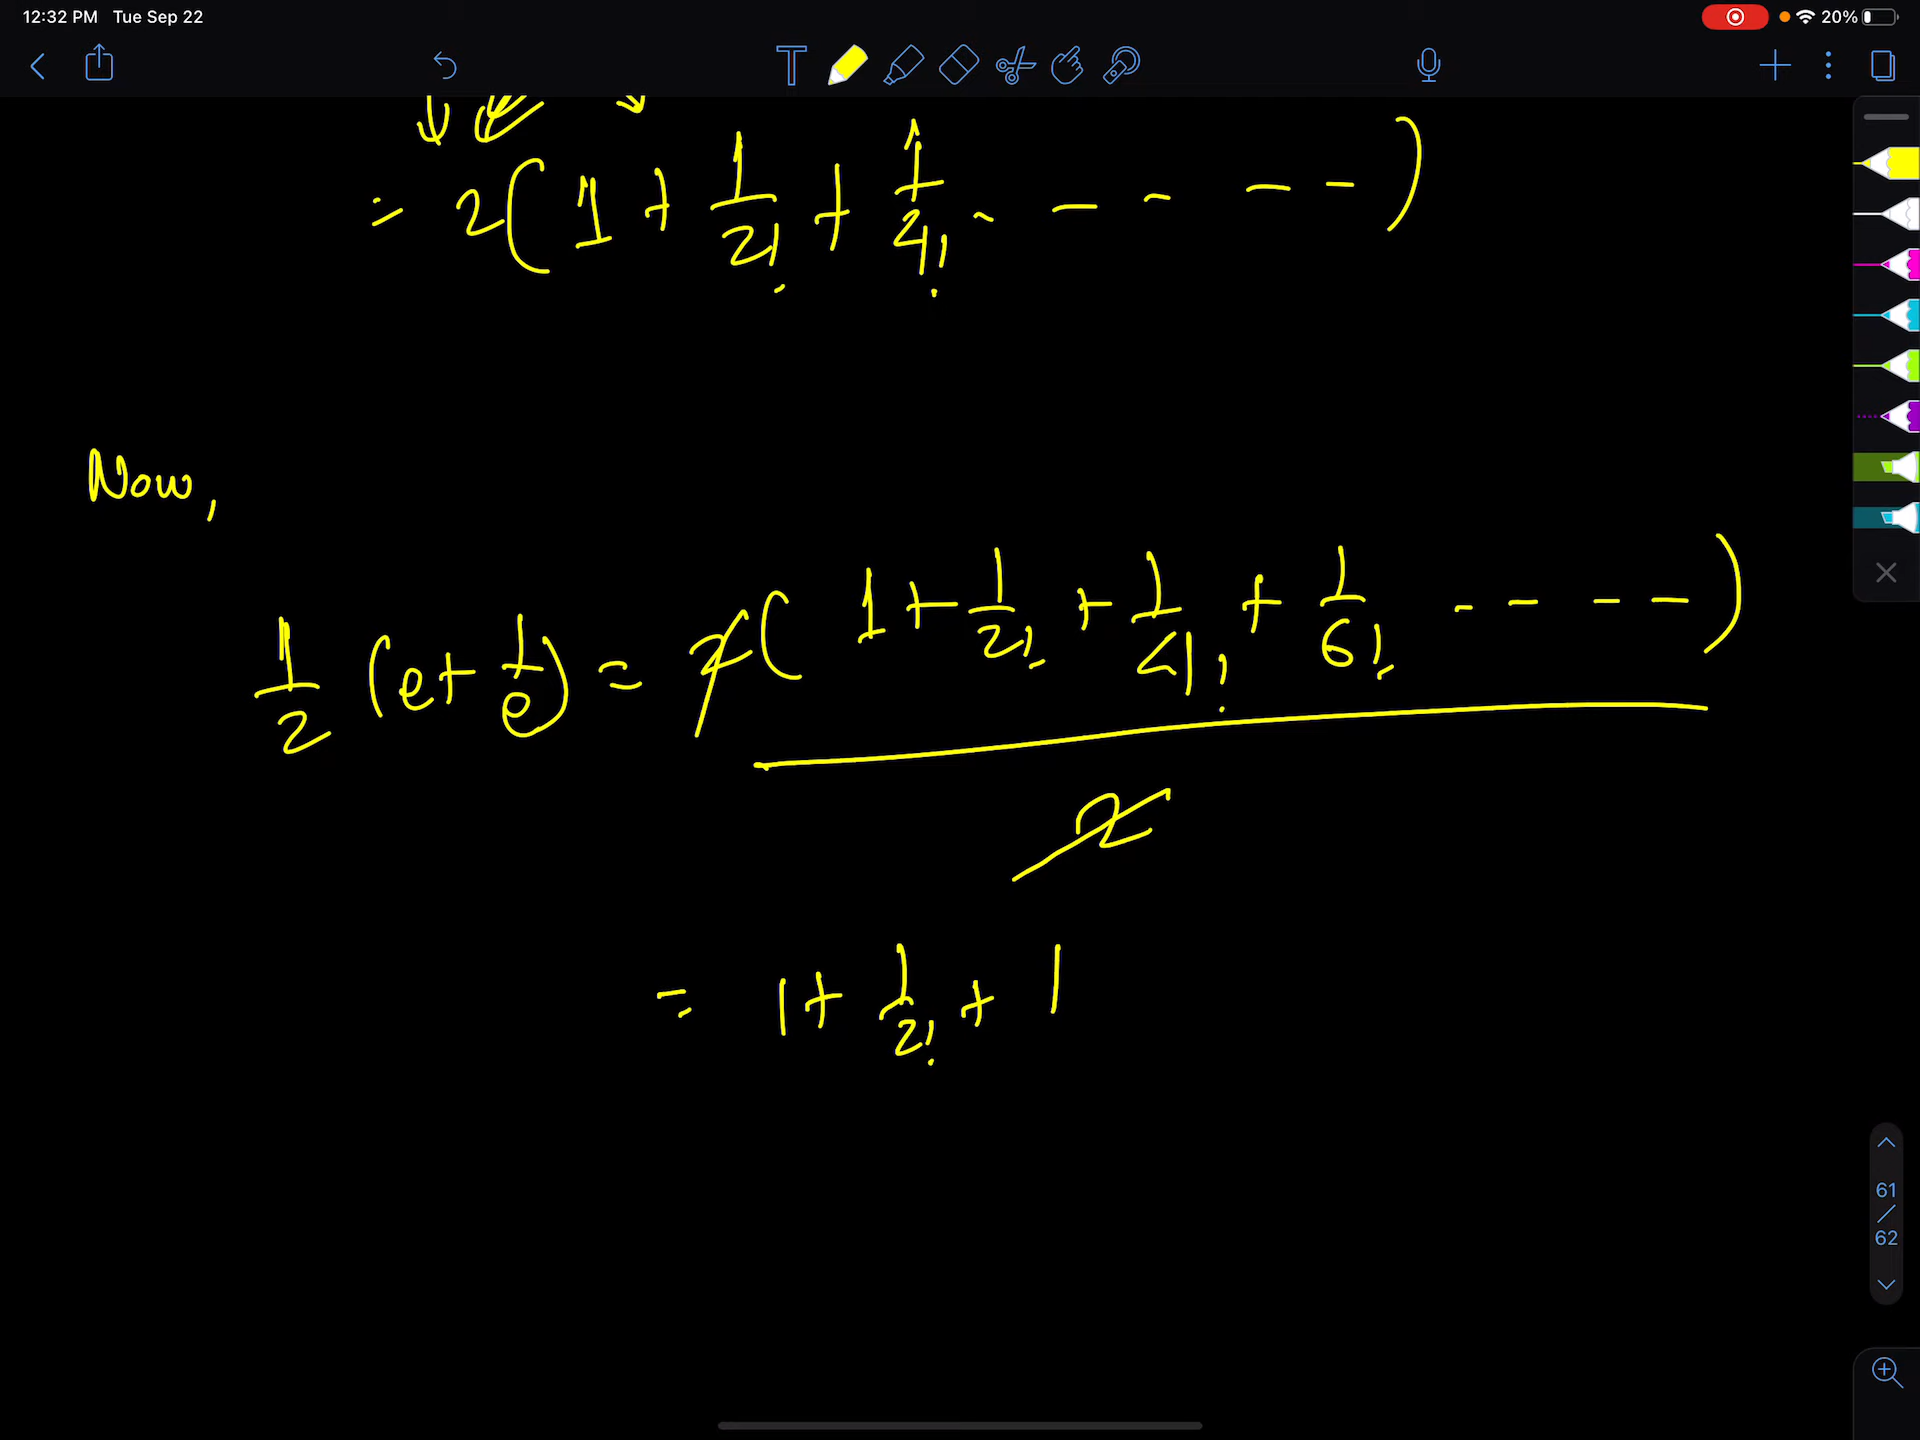 12:32 PM Tue Sep 22 20%
= 2(1 + 1/2! + 1/4! - - - - - -)
Now,
1/2 (e + 1/e) = 2(1 + 1/2! + 1/4! + 1/6! - - - -) / 2
= 1 + 1/2! + 1
61 / 62